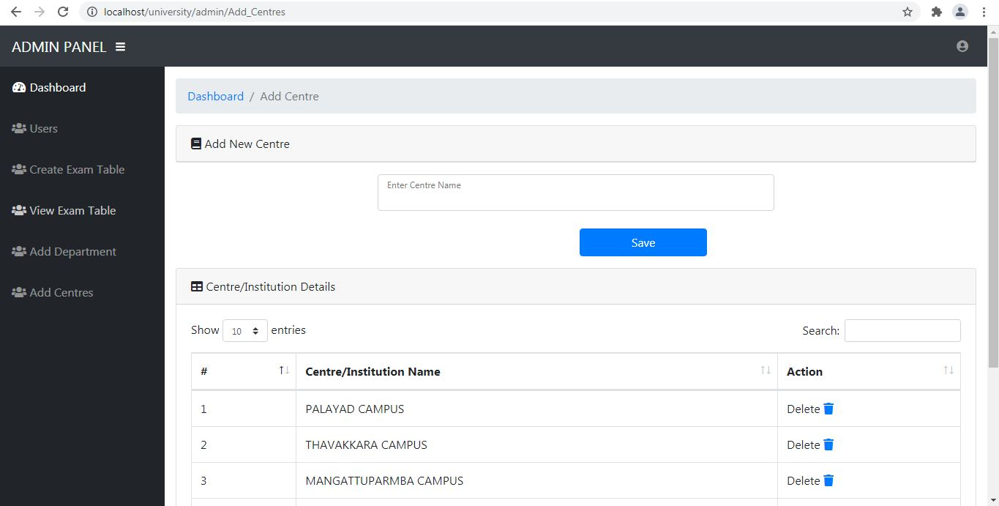 localhost/university/admin/Add_Centres
ADMIN PANEL
Dashboard
Users
Create Exam Table
View Exam Table
Add Department
Add Centres
Dashboard / Add Centre
Add New Centre
Enter Centre Name
Save
Centre/Institution Details
Show 10 entries Search:
# Centre/Institution Name Action
1 PALAYAD CAMPUS Delete
2 THAVAKKARA CAMPUS Delete
3 MANGATTUPARMBA CAMPUS Delete